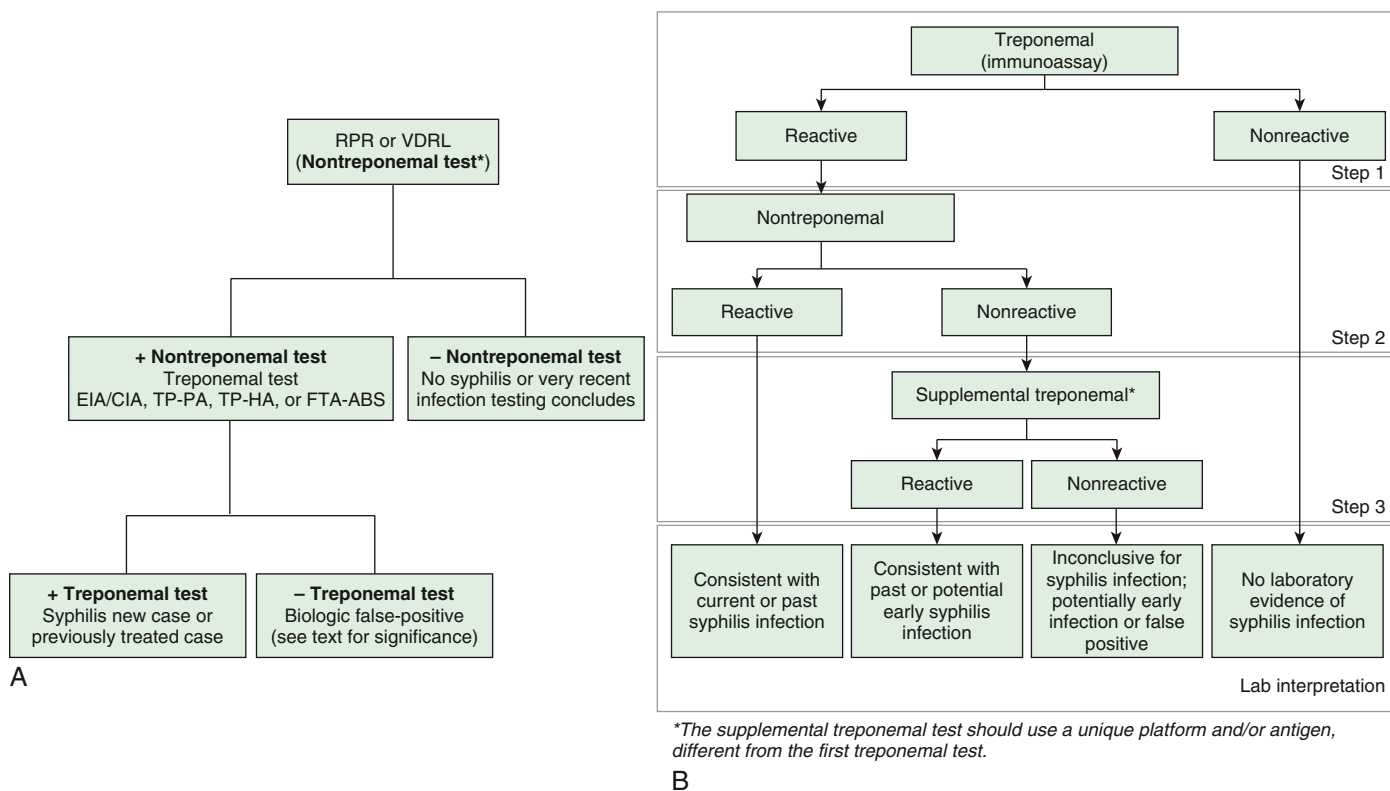 RPR or VDRL
(Nontreponemal test*)
+ Nontreponemal test
Treponemal test
EIA/CIA, TP-PA, TP-HA, or FTA-ABS
– Nontreponemal test
No syphilis or very recent
infection testing concludes
+ Treponemal test
Syphilis new case or
previously treated case
– Treponemal test
Biologic false-positive
(see text for significance)
A
Treponemal
(immunoassay)
Reactive
Nonreactive
Step 1
Nontreponemal
Reactive
Nonreactive
Step 2
Supplemental treponemal*
Reactive
Nonreactive
Step 3
Consistent with
current or past
syphilis infection
Consistent with
past or potential
early syphilis
infection
Inconclusive for
syphilis infection;
potentially early
infection or false
positive
No laboratory
evidence of
syphilis infection
Lab interpretation
*The supplemental treponemal test should use a unique platform and/or antigen,
different from the first treponemal test.
B